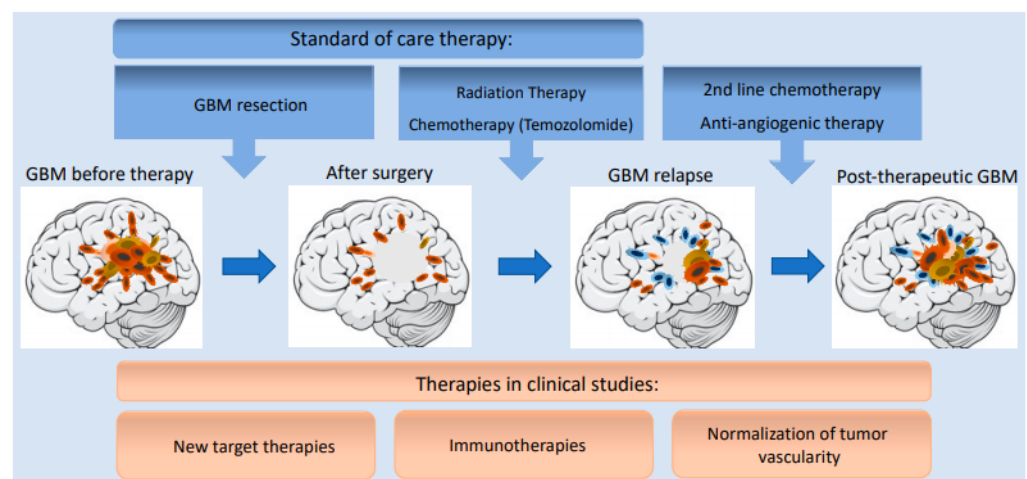 Standard of care therapy:
GBM resection
Radiation Therapy
Chemotherapy (Temozolomide)
2nd line chemotherapy
Anti-angiogenic therapy
GBM before therapy
After surgery
GBM relapse
Post-therapeutic GBM
Therapies in clinical studies:
New target therapies
Immunotherapies
Normalization of tumor
vascularity